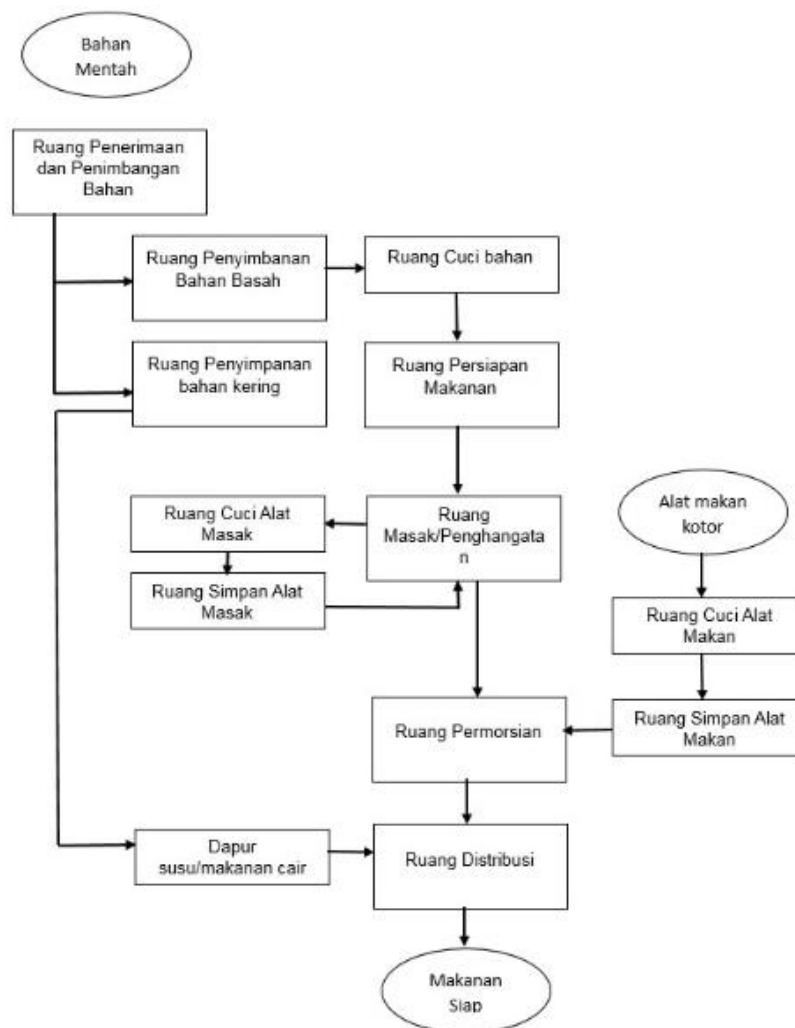 Bahan
Mentah
Ruang Penerimaan
dan Penimbangan
Bahan
Ruang Penyimbanan
Bahan Basah
Ruang Cuci bahan
Ruang Penyimpanan
bahan kering
Ruang Persiapan
Makanan
Ruang Cuci Alat
Masak
Ruang
Masak/Penghangata
n
Alat makan
kotor
Ruang Simpan Alat
Masak
Ruang Cuci Alat
Makan
Ruang Permorsian
Ruang Simpan Alat
Makan
Dapur
susu/makanan cair
Ruang Distribusi
Makanan
Siap